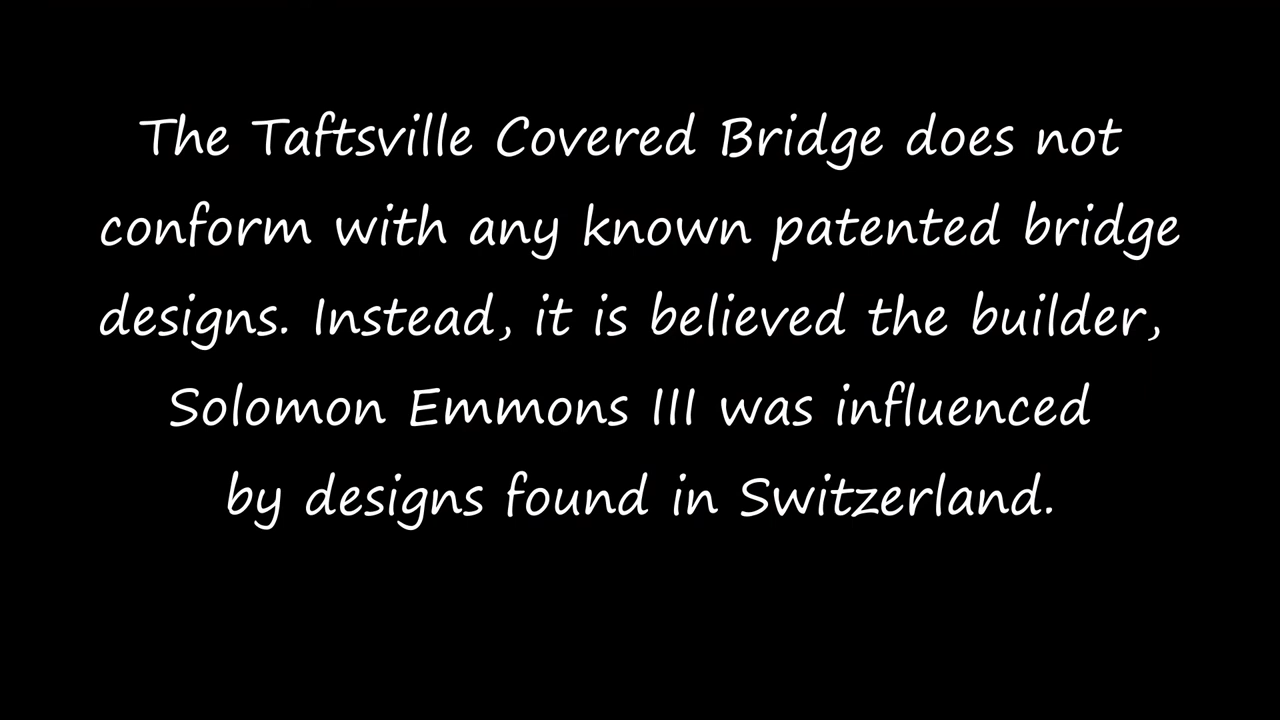 The Taftsville Covered Bridge does not
conform with any known patented bridge
designs. Instead, it is believed the builder,
Solomon Emmons III was influenced
by designs found in Switzerland.